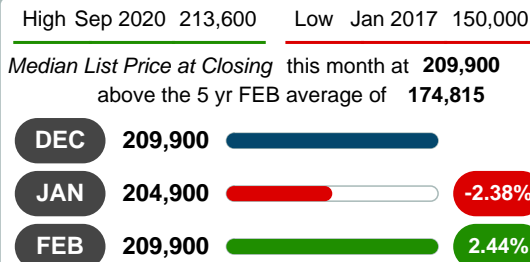 High Sep 2020 213,600 Low Jan 2017 150,000
Median List Price at Closing this month at 209,900
above the 5 yr FEB average of 174,815
DEC 209,900
JAN 204,900 -2.38%
FEB 209,900 2.44%